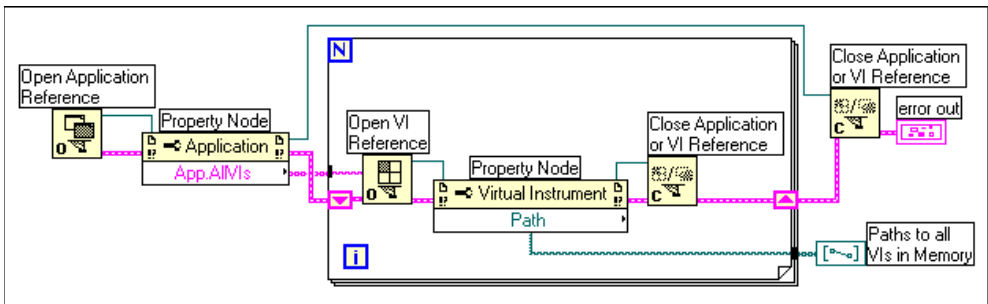 Open Application
Reference
O
Property Node
Application
App.AllVIs
N
Open VI
Reference
O
Property Node
Virtual Instrument
Path
Close Application
or VI Reference
C
i
Close Application
or VI Reference
C
error out
Paths to all
VIs in Memory